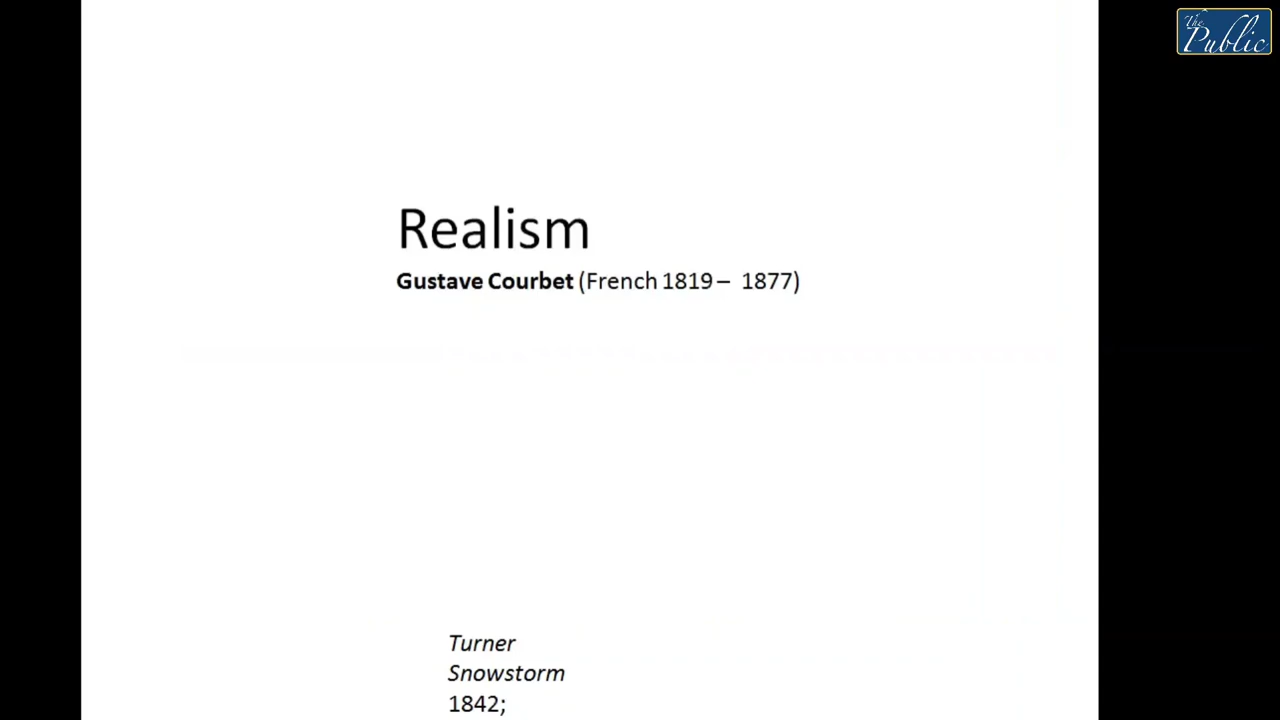 The
Public
Realism
Gustave Courbet (French 1819 – 1877)
Turner
Snowstorm
1842;